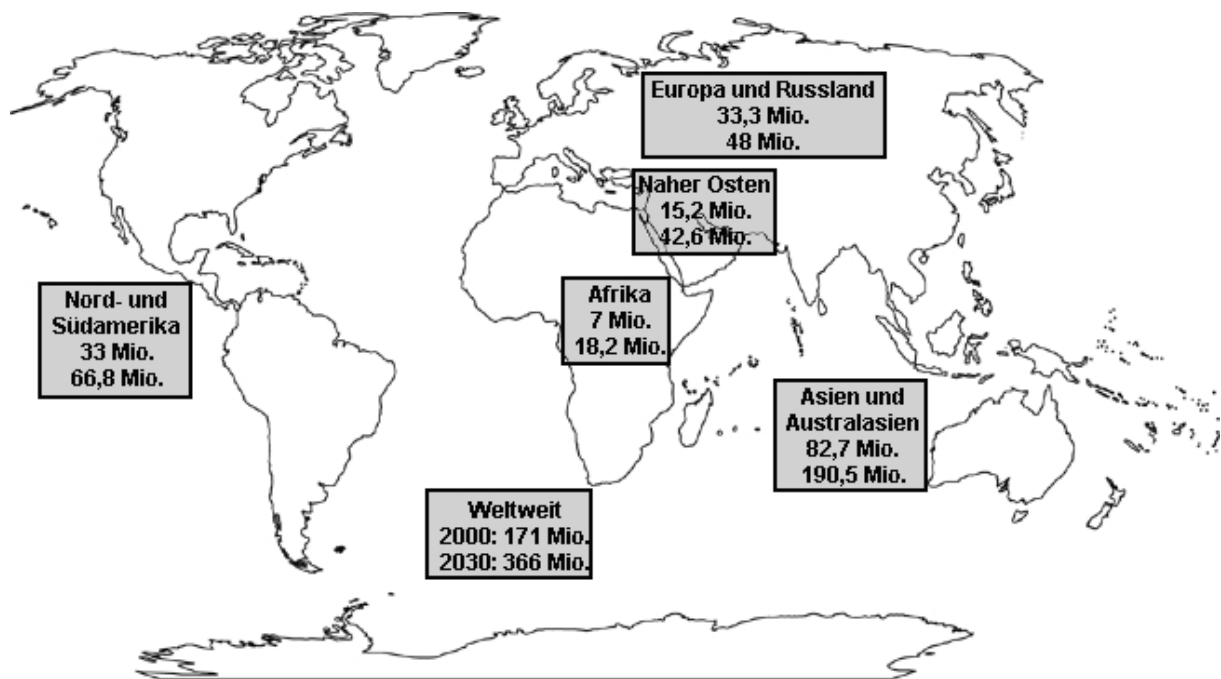 Europa und Russland
33,3 Mio.
48 Mio.
Naher Osten
15,2 Mio.
42,6 Mio.
Nord- und
Südamerika
33 Mio.
66,8 Mio.
Afrika
7 Mio.
18,2 Mio.
Asien und
Australasien
82,7 Mio.
190,5 Mio.
Weltweit
2000: 171 Mio.
2030: 366 Mio.